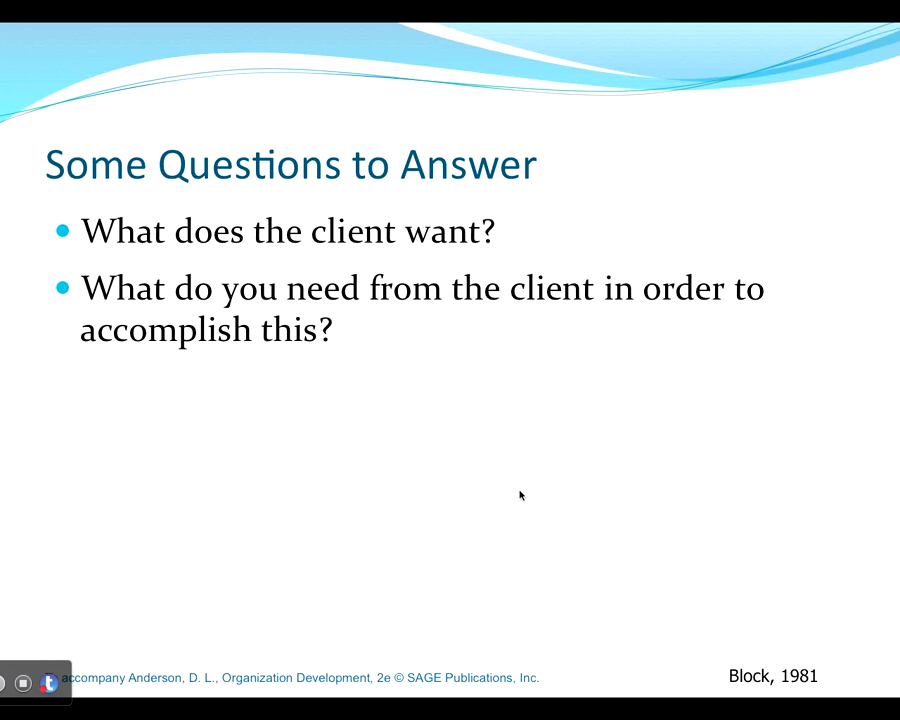 Some Questions to Answer
What does the client want?
What do you need from the client in order to
accomplish this?
accompany Anderson, D. L., Organization Development, 2e © SAGE Publications, Inc.
Block, 1981